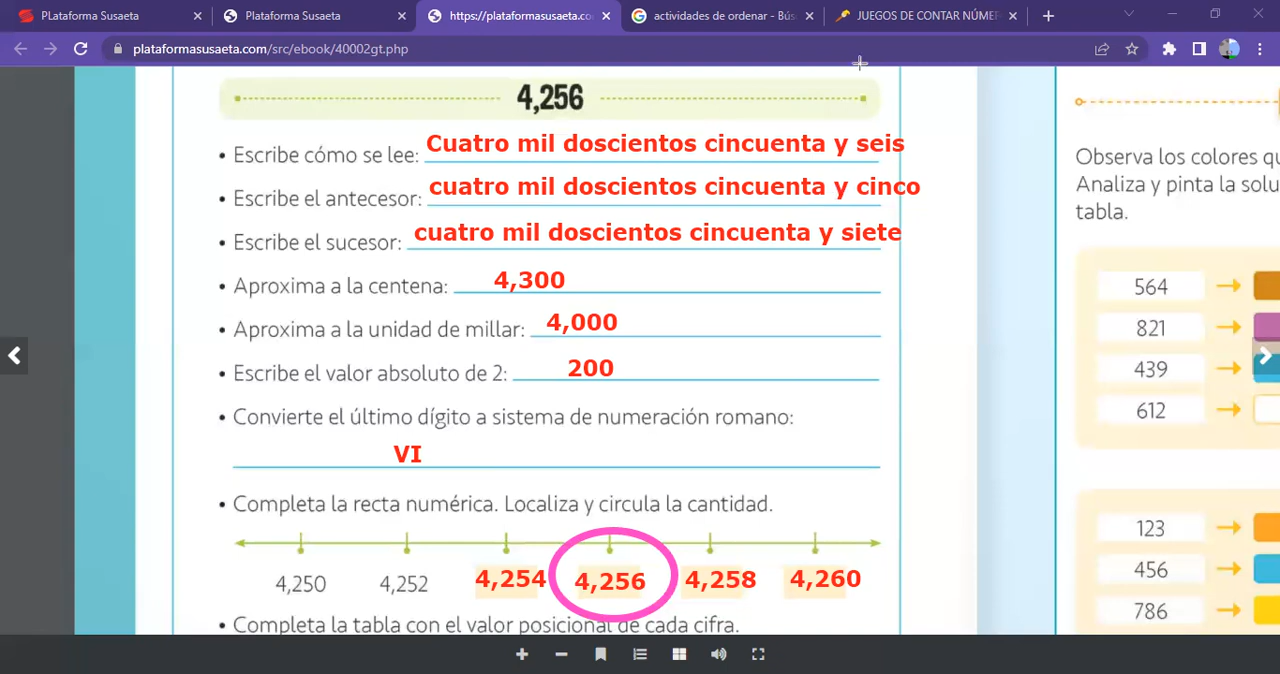 PLataforma Susaeta
Plataforma Susaeta
https://plataformasusaeta.co
actividades de ordenar - Bús
JUEGOS DE CONTAR NÚMER
plataformasusaeta.com/src/ebook/40002gt.php
4,256
• Escribe cómo se lee: Cuatro mil doscientos cincuenta y seis
• Escribe el antecesor: cuatro mil doscientos cincuenta y cinco
• Escribe el sucesor: cuatro mil doscientos cincuenta y siete
• Aproxima a la centena: 4,300
• Aproxima a la unidad de millar: 4,000
• Escribe el valor absoluto de 2: 200
• Convierte el último dígito a sistema de numeración romano:
VI
• Completa la recta numérica. Localiza y circula la cantidad.
4,250 4,252 4,254 4,256 4,258 4,260
• Completa la tabla con el valor posicional de cada cifra.
Observa los colores qu
Analiza y pinta la solu
tabla.
564
821
439
612
123
456
786